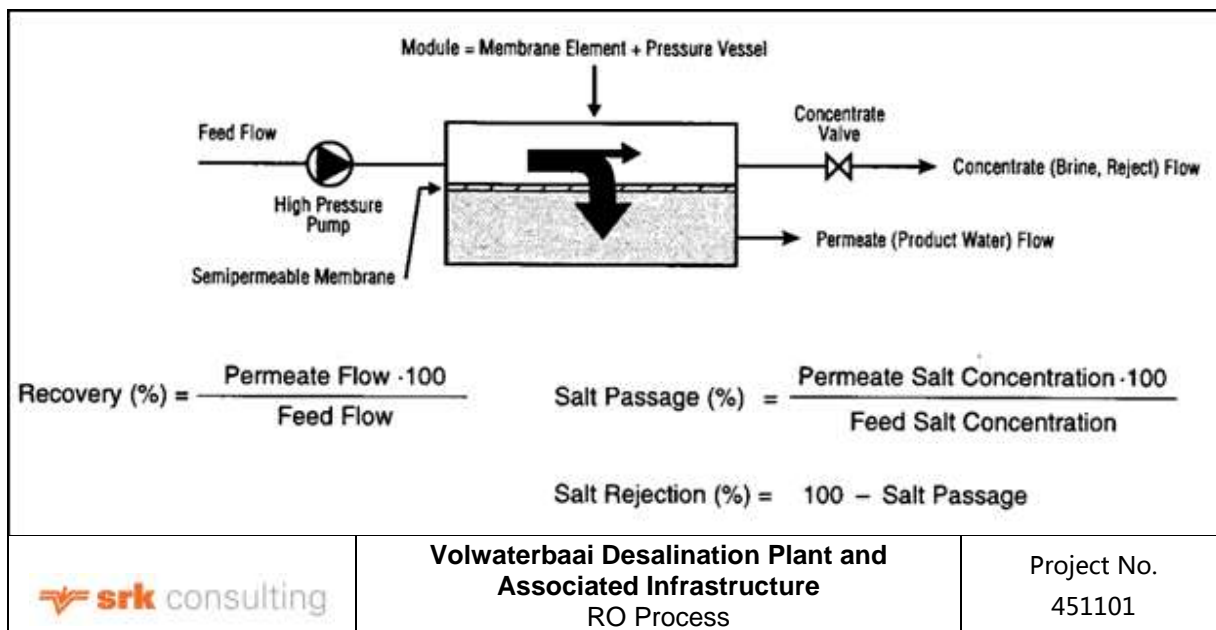 Module = Membrane Element + Pressure Vessel
Feed Flow
High Pressure
Pump
Semipermeable Membrane
Concentrate
Valve
Concentrate (Brine, Reject) Flow
Permeate (Product Water) Flow
Recovery (%) = Permeate Flow ·100
Feed Flow
Salt Passage (%) = Permeate Salt Concentration ·100
Feed Salt Concentration
Salt Rejection (%) = 100 – Salt Passage
srk consulting
Volwaterbaai Desalination Plant and
Associated Infrastructure
RO Process
Project No.
451101